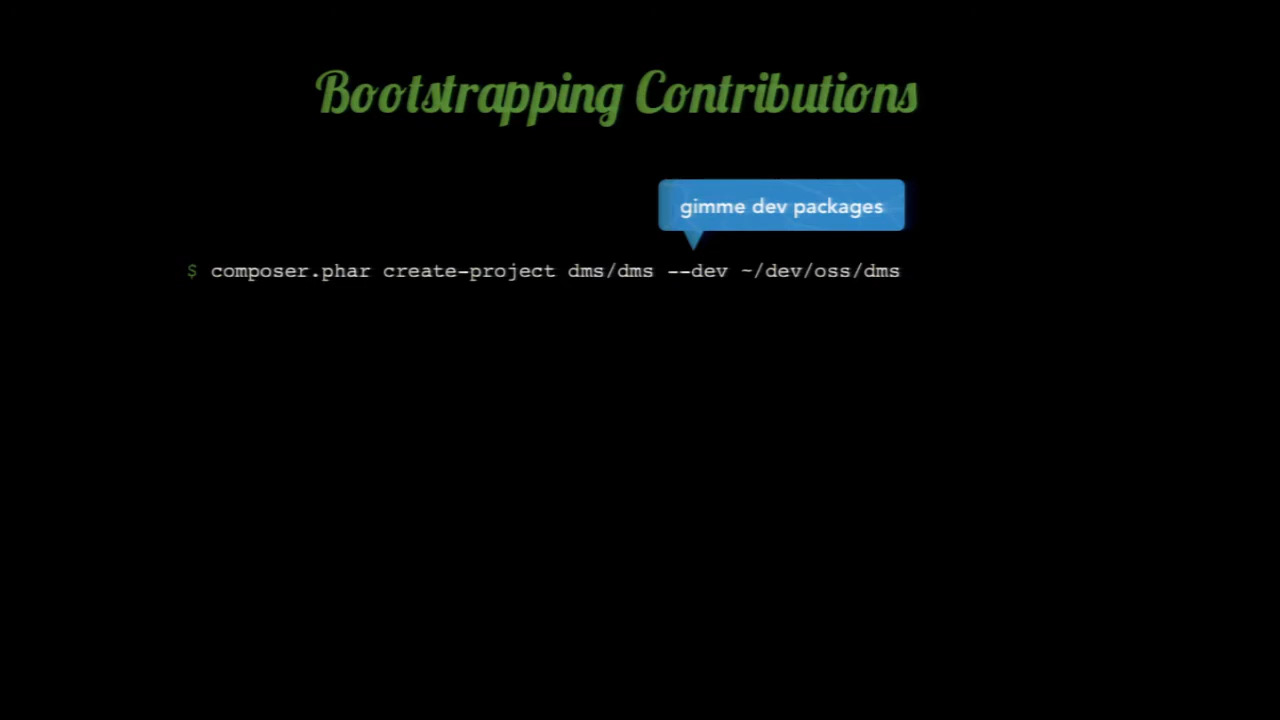 Bootstrapping Contributions
gimme dev packages
$ composer.phar create-project dms/dms --dev ~/dev/oss/dms